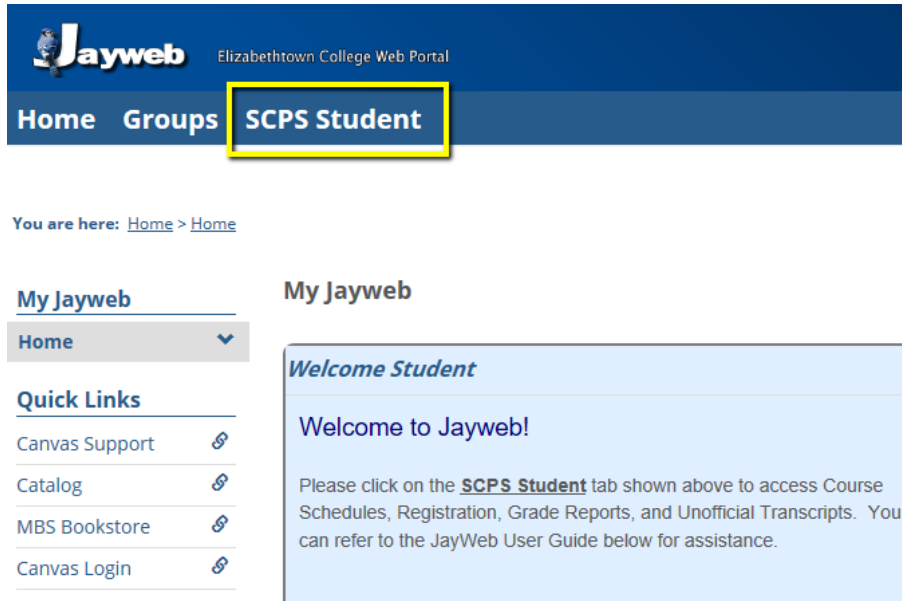 Jayweb Elizabethtown College Web Portal
Home Groups SCPS Student
You are here: Home > Home
My Jayweb
Home
Quick Links
Canvas Support
Catalog
MBS Bookstore
Canvas Login
My Jayweb
Welcome Student
Welcome to Jayweb!
Please click on the SCPS Student tab shown above to access Course
Schedules, Registration, Grade Reports, and Unofficial Transcripts. You
can refer to the JayWeb User Guide below for assistance.